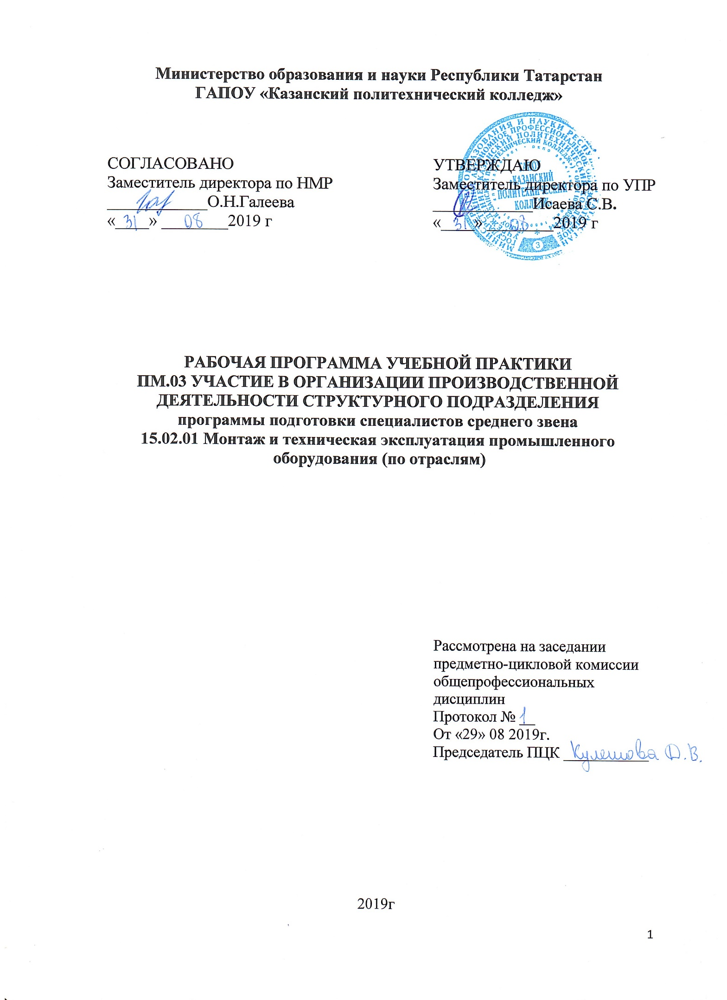 Министерство образования и науки Республики Татарстан
ГАПОУ «Казанский политехнический колледж»
СОГЛАСОВАНО
Заместитель директора по НМР
____________О.Н.Галеева
«31» 08 2019 г
УТВЕРЖДАЮ
Заместитель директора по УПР
____________Исаева С.В.
«31» 08 2019 г
ГАПОУ
КАЗАНСКИЙ
ПОЛИТЕХНИЧЕСКИЙ
КОЛЛЕДЖ
3
РАБОЧАЯ ПРОГРАММА УЧЕБНОЙ ПРАКТИКИ
ПМ.03 УЧАСТИЕ В ОРГАНИЗАЦИИ ПРОИЗВОДСТВЕННОЙ
ДЕЯТЕЛЬНОСТИ СТРУКТУРНОГО ПОДРАЗДЕЛЕНИЯ
программы подготовки специалистов среднего звена
15.02.01 Монтаж и техническая эксплуатация промышленного
оборудования (по отраслям)
Рассмотрена на заседании
предметно-цикловой комиссии
общепрофессиональных
дисциплин
Протокол № 1
От «29» 08 2019г.
Председатель ПЦК Кулешова Д.В.
2019г
1